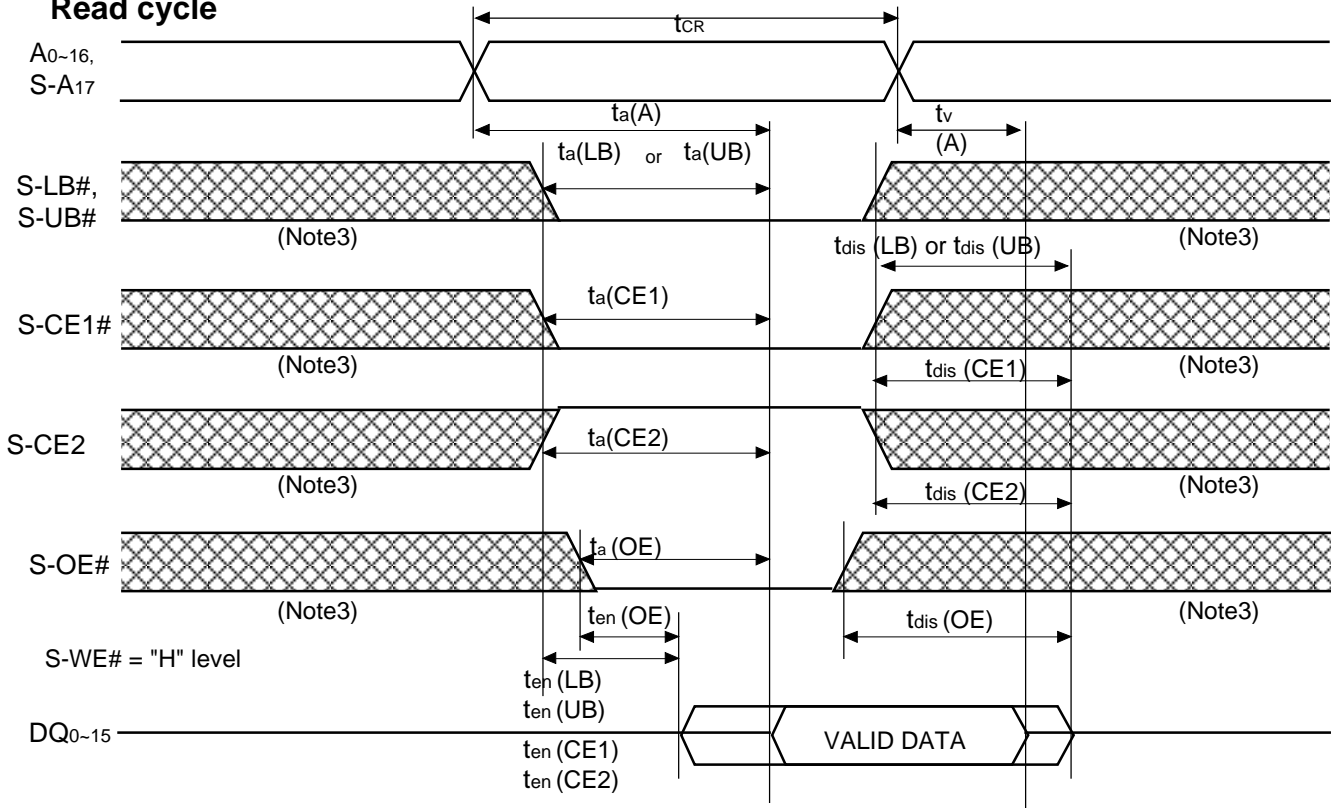 Read cycle
tCR
A0~16,
S-A17
ta(A)
tv
(A)
ta(LB) or ta(UB)
S-LB#,
S-UB#
(Note3)
(Note3)
tdis (LB) or tdis (UB)
ta(CE1)
S-CE1#
(Note3)
(Note3)
tdis (CE1)
ta(CE2)
S-CE2
(Note3)
(Note3)
tdis (CE2)
ta (OE)
S-OE#
(Note3)
(Note3)
ten (OE)
tdis (OE)
S-WE# = "H" level
ten (LB)
ten (UB)
DQ0~15
VALID DATA
ten (CE1)
ten (CE2)